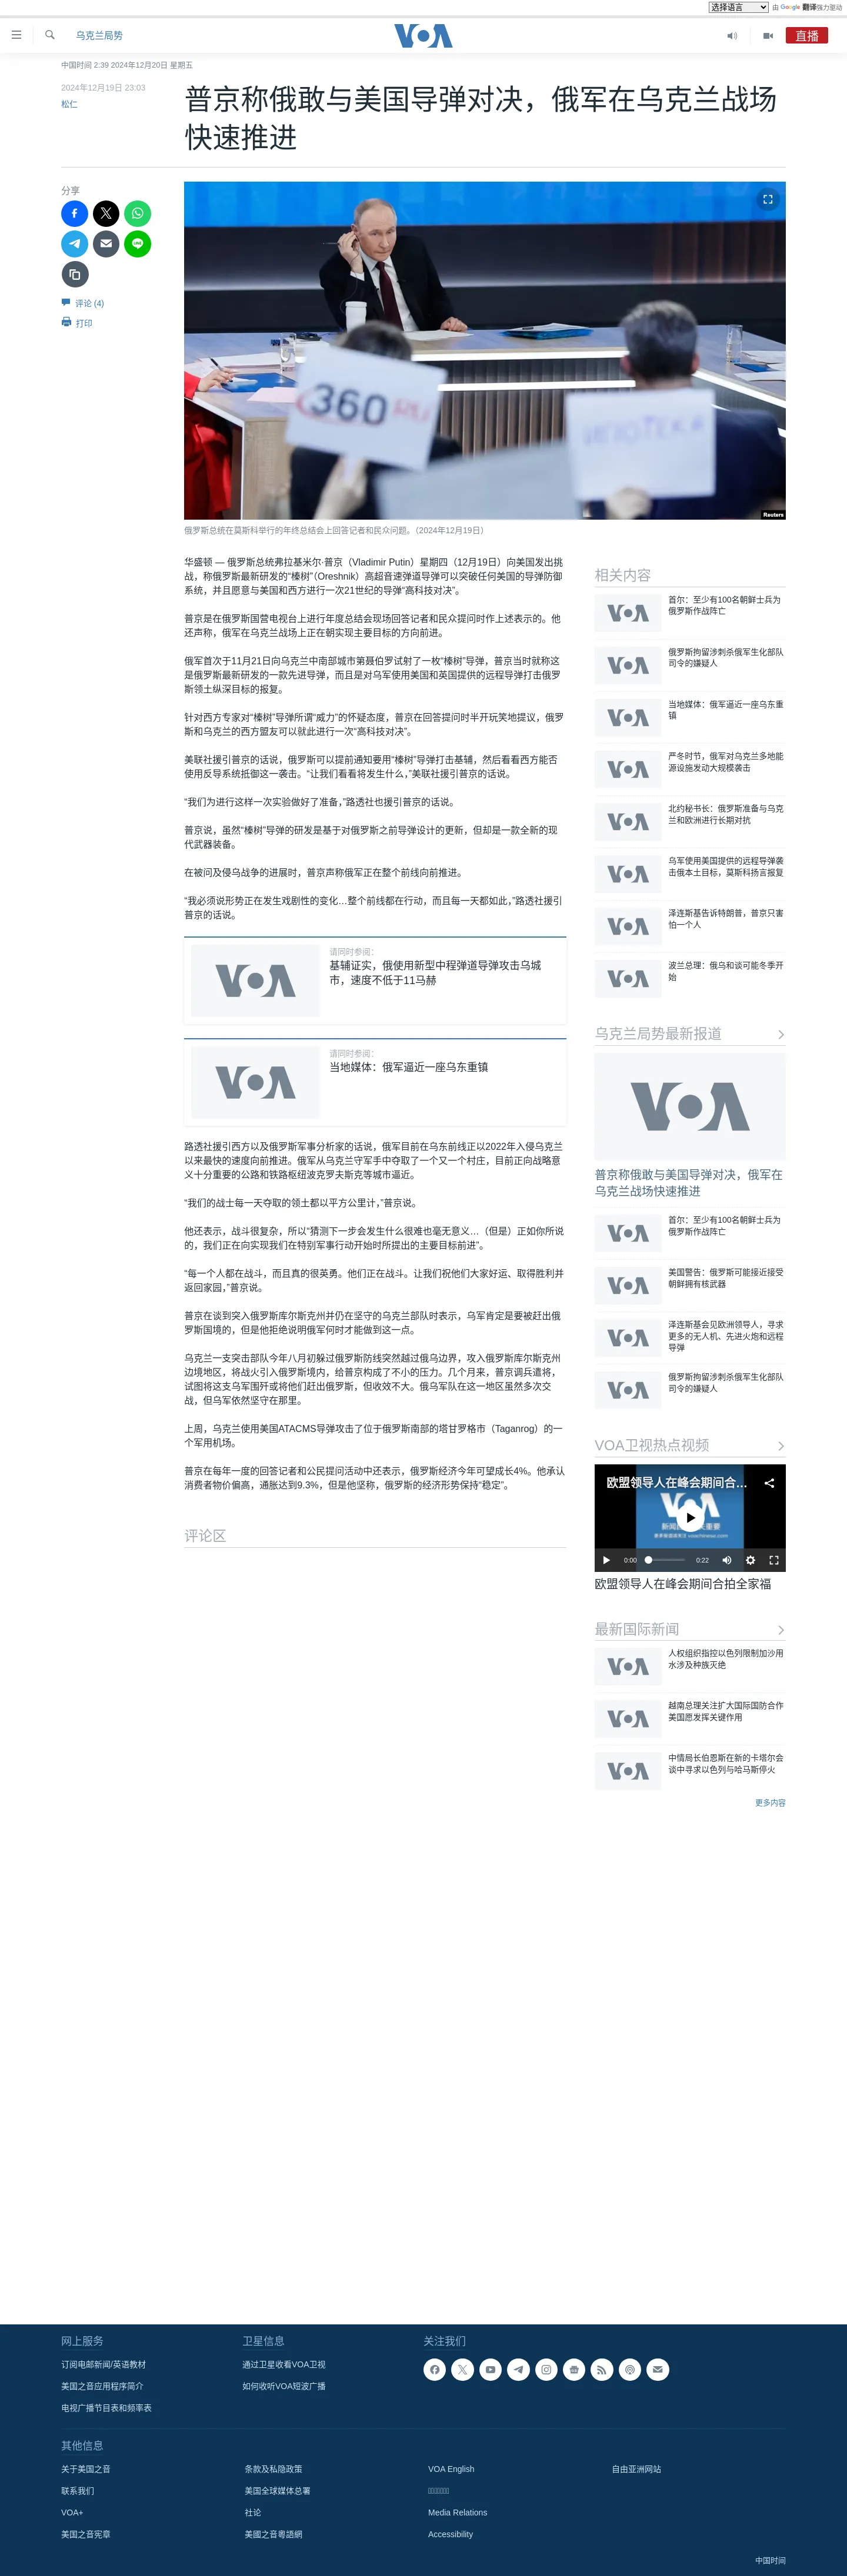 选择语言
由 Google 翻译强力驱动
乌克兰局势
VOA
直播
中国时间 2:39 2024年12月20日 星期五
2024年12月19日 23:03
松仁
普京称俄敢与美国导弹对决，俄军在乌克兰战场
快速推进
分享
评论 (4)
打印
360
RU
ИПОТЕКА
Reuters
俄罗斯总统在莫斯科举行的年终总结会上回答记者和民众问题。（2024年12月19日）
华盛顿 — 俄罗斯总统弗拉基米尔·普京（Vladimir Putin）星期四（12月19日）向美国发出挑
战，称俄罗斯最新研发的“榛树”（Oreshnik）高超音速弹道导弹可以突破任何美国的导弹防御
系统，并且愿意与美国和西方进行一次21世纪的导弹“高科技对决”。
普京是在俄罗斯国营电视台上进行年度总结会现场回答记者和民众提问时作上述表示的。他
还声称，俄军在乌克兰战场上正在朝实现主要目标的方向前进。
俄军首次于11月21日向乌克兰中南部城市第聂伯罗试射了一枚“榛树”导弹，普京当时就称这
是俄罗斯最新研发的一款先进导弹，而且是对乌军使用美国和英国提供的远程导弹打击俄罗
斯领土纵深目标的报复。
针对西方专家对“榛树”导弹所谓“威力”的怀疑态度，普京在回答提问时半开玩笑地提议，俄罗
斯和乌克兰的西方盟友可以就此进行一次“高科技对决”。
美联社援引普京的话说，俄罗斯可以提前通知要用“榛树”导弹打击基辅，然后看看西方能否
使用反导系统抵御这一袭击。“让我们看看将发生什么，”美联社援引普京的话说。
“我们为进行这样一次实验做好了准备，”路透社也援引普京的话说。
普京说，虽然“榛树”导弹的研发是基于对俄罗斯之前导弹设计的更新，但却是一款全新的现
代武器装备。
在被问及侵乌战争的进展时，普京声称俄军正在整个前线向前推进。
“我必须说形势正在发生戏剧性的变化…整个前线都在行动，而且每一天都如此，”路透社援引
普京的话说。
VOA
请同时参阅：
基辅证实，俄使用新型中程弹道导弹攻击乌城
市，速度不低于11马赫
VOA
请同时参阅：
当地媒体：俄军逼近一座乌东重镇
路透社援引西方以及俄罗斯军事分析家的话说，俄军目前在乌东前线正以2022年入侵乌克兰
以来最快的速度向前推进。俄军从乌克兰守军手中夺取了一个又一个村庄，目前正向战略意
义十分重要的公路和铁路枢纽波克罗夫斯克等城市逼近。
“我们的战士每一天夺取的领土都以平方公里计，”普京说。
他还表示，战斗很复杂，所以“猜测下一步会发生什么很难也毫无意义…（但是）正如你所说
的，我们正在向实现我们在特别军事行动开始时所提出的主要目标前进”。
“每一个人都在战斗，而且真的很英勇。他们正在战斗。让我们祝他们大家好运、取得胜利并
返回家园，”普京说。
普京在谈到突入俄罗斯库尔斯克州并仍在坚守的乌克兰部队时表示，乌军肯定是要被赶出俄
罗斯国境的，但是他拒绝说明俄军何时才能做到这一点。
乌克兰一支突击部队今年八月初躲过俄罗斯防线突然越过俄乌边界，攻入俄罗斯库尔斯克州
边境地区，将战火引入俄罗斯境内，给普京构成了不小的压力。几个月来，普京调兵遣将，
试图将这支乌军围歼或将他们赶出俄罗斯，但收效不大。俄乌军队在这一地区虽然多次交
战，但乌军依然坚守在那里。
上周，乌克兰使用美国ATACMS导弹攻击了位于俄罗斯南部的塔甘罗格市（Taganrog）的一
个军用机场。
普京在每年一度的回答记者和公民提问活动中还表示，俄罗斯经济今年可望成长4%。他承认
消费者物价偏高，通胀达到9.3%，但是他坚称，俄罗斯的经济形势保持“稳定”。
评论区
相关内容
VOA
首尔：至少有100名朝鲜士兵为
俄罗斯作战阵亡
VOA
俄罗斯拘留涉刺杀俄军生化部队
司令的嫌疑人
VOA
当地媒体：俄军逼近一座乌东重
镇
VOA
严冬时节，俄军对乌克兰多地能
源设施发动大规模袭击
VOA
北约秘书长：俄罗斯准备与乌克
兰和欧洲进行长期对抗
VOA
乌军使用美国提供的远程导弹袭
击俄本土目标，莫斯科扬言报复
VOA
泽连斯基告诉特朗普，普京只害
怕一个人
VOA
波兰总理：俄乌和谈可能冬季开
始
乌克兰局势最新报道
VOA
普京称俄敢与美国导弹对决，俄军在
乌克兰战场快速推进
VOA
首尔：至少有100名朝鲜士兵为
俄罗斯作战阵亡
VOA
美国警告：俄罗斯可能接近接受
朝鲜拥有核武器
VOA
泽连斯基会见欧洲领导人，寻求
更多的无人机、先进火炮和远程
导弹
VOA
俄罗斯拘留涉刺杀俄军生化部队
司令的嫌疑人
VOA卫视热点视频
欧盟领导人在峰会期间合...
VOA
0:00
0:22
欧盟领导人在峰会期间合拍全家福
最新国际新闻
VOA
人权组织指控以色列限制加沙用
水涉及种族灭绝
VOA
越南总理关注扩大国际国防合作
美国愿发挥关键作用
VOA
中情局长伯恩斯在新的卡塔尔会
谈中寻求以色列与哈马斯停火
更多内容
网上服务
订阅电邮新闻/英语教材
美国之音应用程序简介
电视广播节目表和频率表
卫星信息
通过卫星收看VOA卫视
如何收听VOA短波广播
关注我们
其他信息
关于美国之音
联系我们
VOA+
美国之音宪章
条款及私隐政策
美国全球媒体总署
社论
美國之音粵語網
VOA English
Media Relations
Accessibility
自由亚洲网站
中国时间